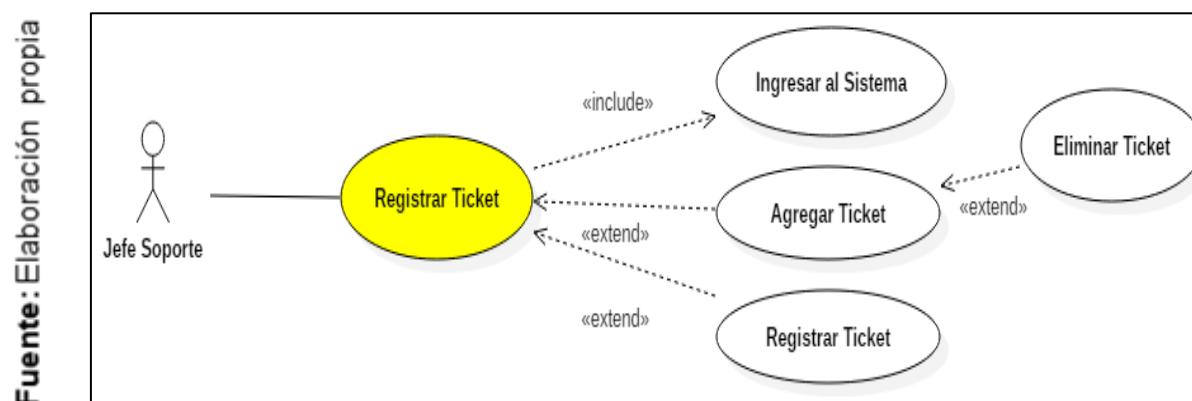 Fuente: Elaboración propia
Jefe Soporte
Registrar Ticket
«include»
Ingresar al Sistema
«extend»
Agregar Ticket
«extend»
Eliminar Ticket
«extend»
Registrar Ticket